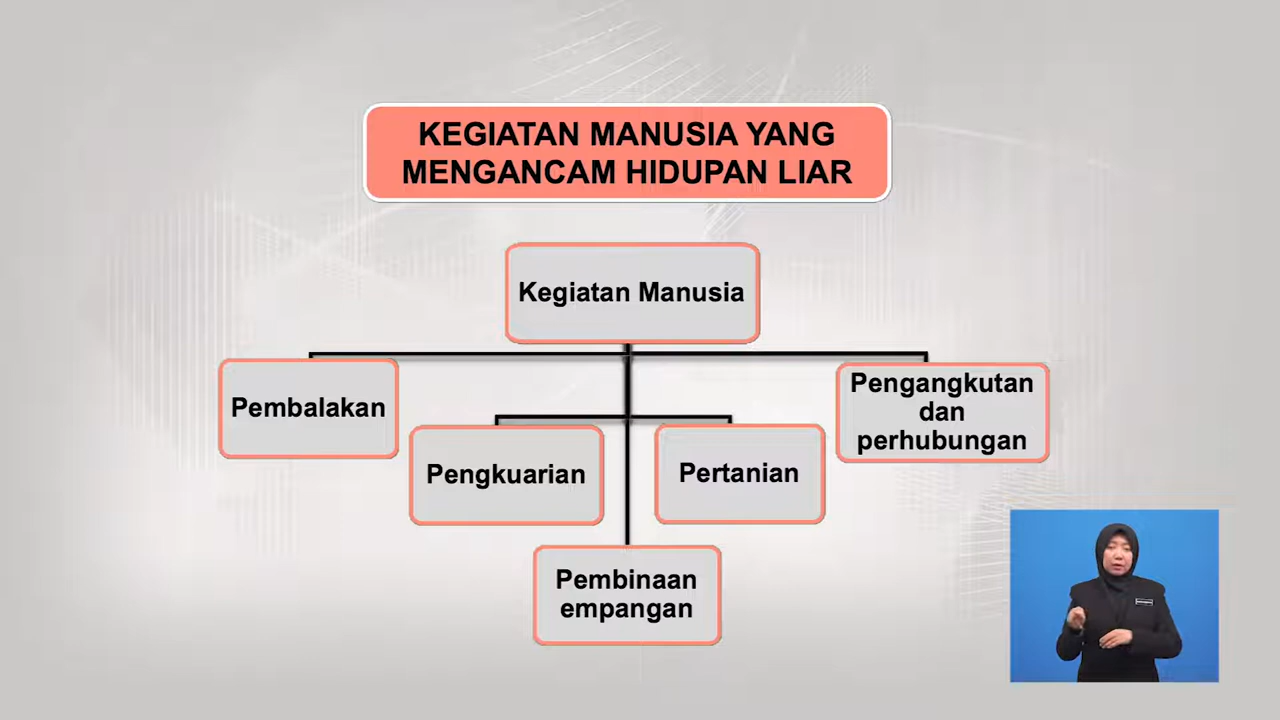 KEGIATAN MANUSIA YANG
MENGANCAM HIDUPAN LIAR
Kegiatan Manusia
Pembalakan
Pengkuarian
Pertanian
Pengangkutan
dan
perhubungan
Pembinaan
empangan